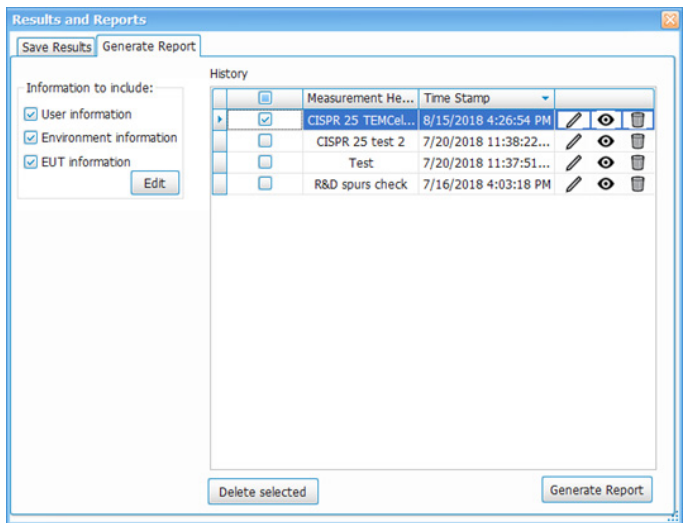 Results and Reports
Save Results Generate Report
History
Information to include:
User information
Environment information
EUT information
Edit
Measurement He... Time Stamp
CISPR 25 TEMCel... 8/15/2018 4:26:54 PM
CISPR 25 test 2 7/20/2018 11:38:22...
Test 7/20/2018 11:37:51...
R&D spurs check 7/16/2018 4:03:18 PM
Delete selected Generate Report